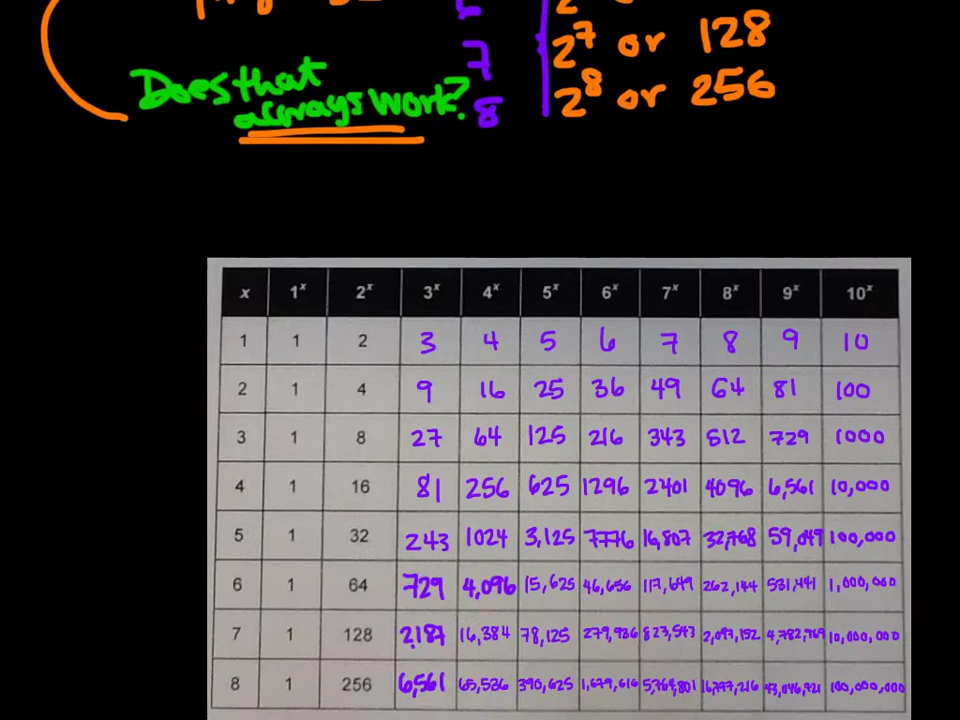 7 2⁷ or 128
Does that
always work?
8 2⁸ or 256
x 1ˣ 2ˣ 3ˣ 4ˣ 5ˣ 6ˣ 7ˣ 8ˣ 9ˣ 10ˣ
1 1 2 3 4 5 6 7 8 9 10
2 1 4 9 16 25 36 49 64 81 100
3 1 8 27 64 125 216 343 512 729 1000
4 1 16 81 256 625 1296 2401 4096 6,561 10,000
5 1 32 243 1024 3,125 7776 16,807 32,768 59,049 100,000
6 1 64 729 4,096 15,625 46,656 117,649 262,144 531,441 1,000,000
7 1 128 2,187 16,384 78,125 279,936 823,543 2,097,152 4,782,769 10,000,000
8 1 256 6,561 65,536 390,625 1,679,616 5,764,801 16,777,216 43,046,721 100,000,000